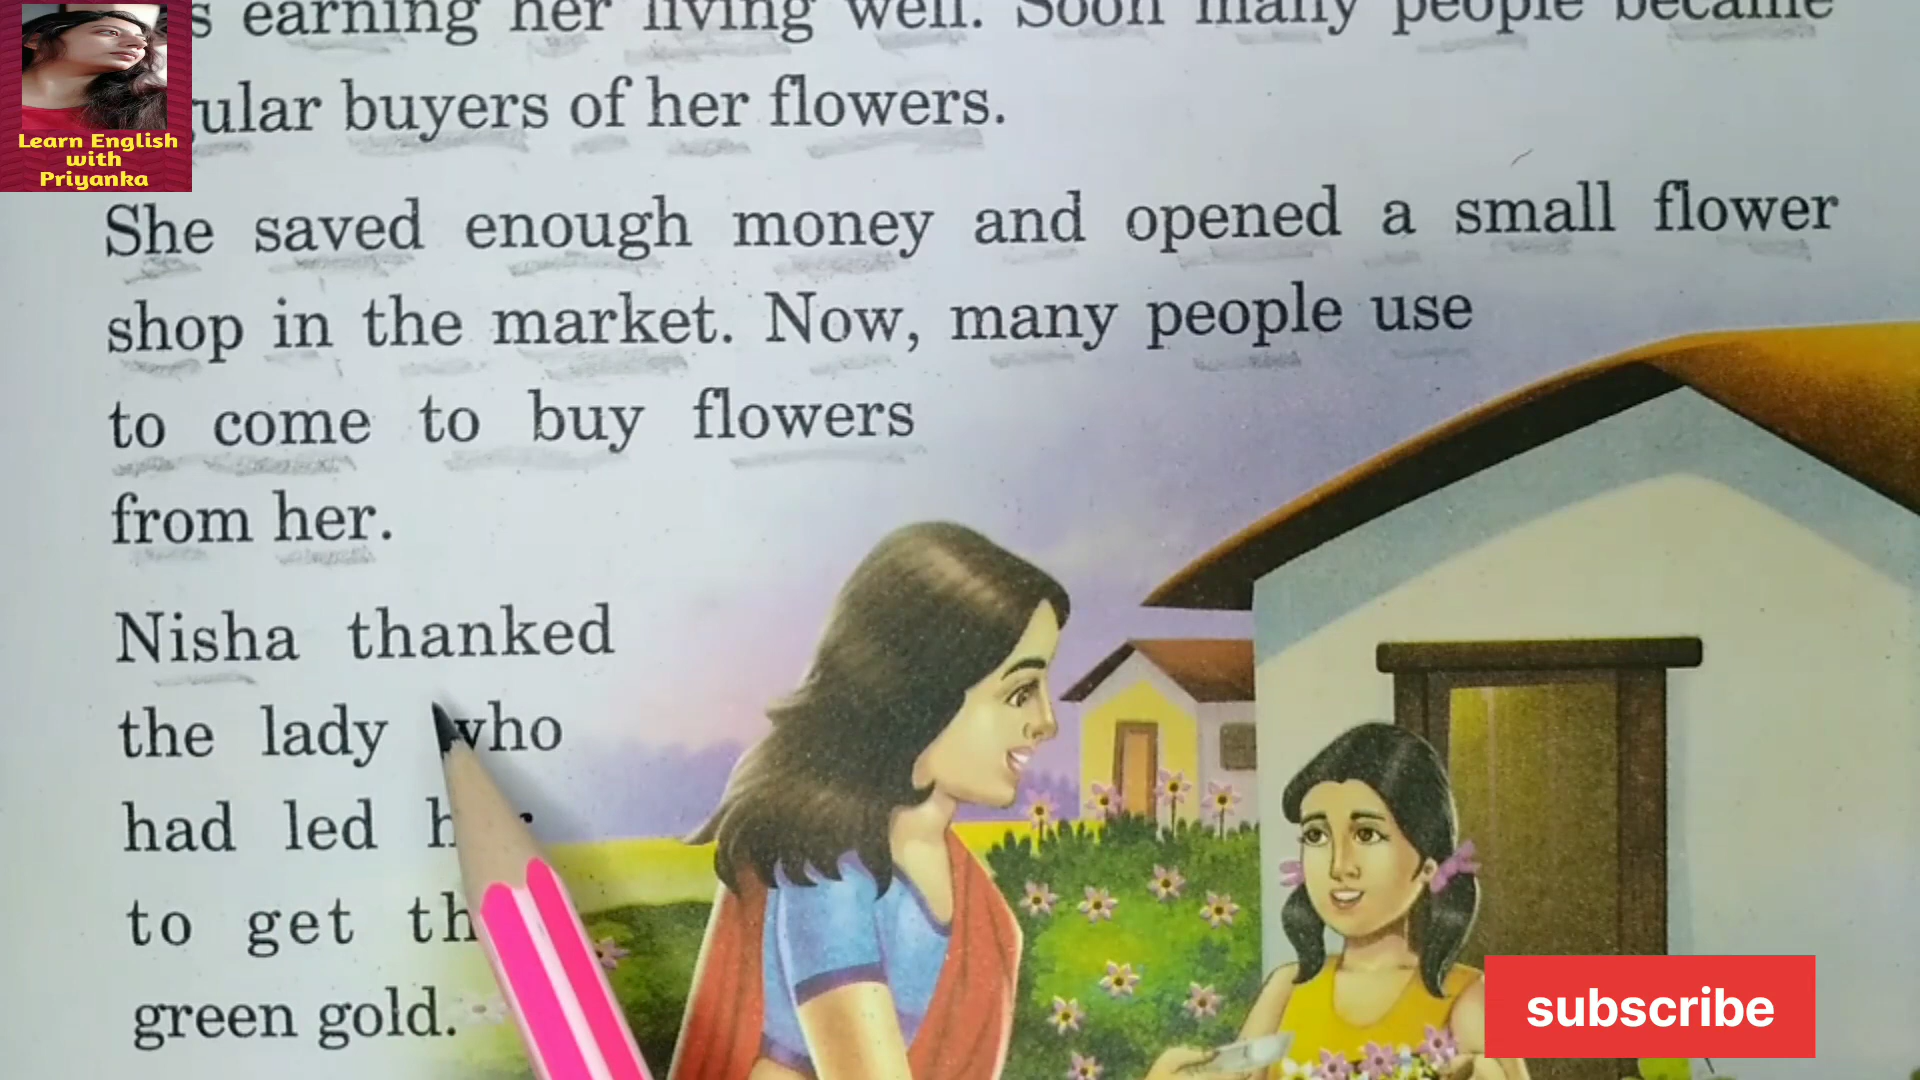 Learn English
with
Priyanka
s earning her living well. Soon many people became
gular buyers of her flowers.
She saved enough money and opened a small flower
shop in the market. Now, many people use
to come to buy flowers
from her.
Nisha thanked
the lady who
had led
to get
green gold.
subscribe